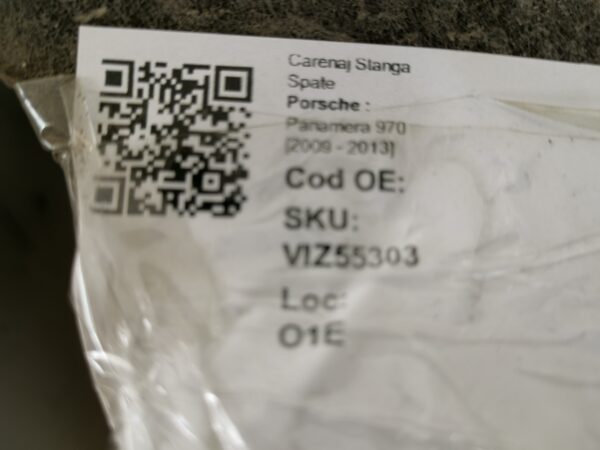 Carenaj Stanga
Spate
Porsche :
Panamera 970
[2009 - 2013]
Cod OE:
SKU:
VIZ55303
Loc:
O1E